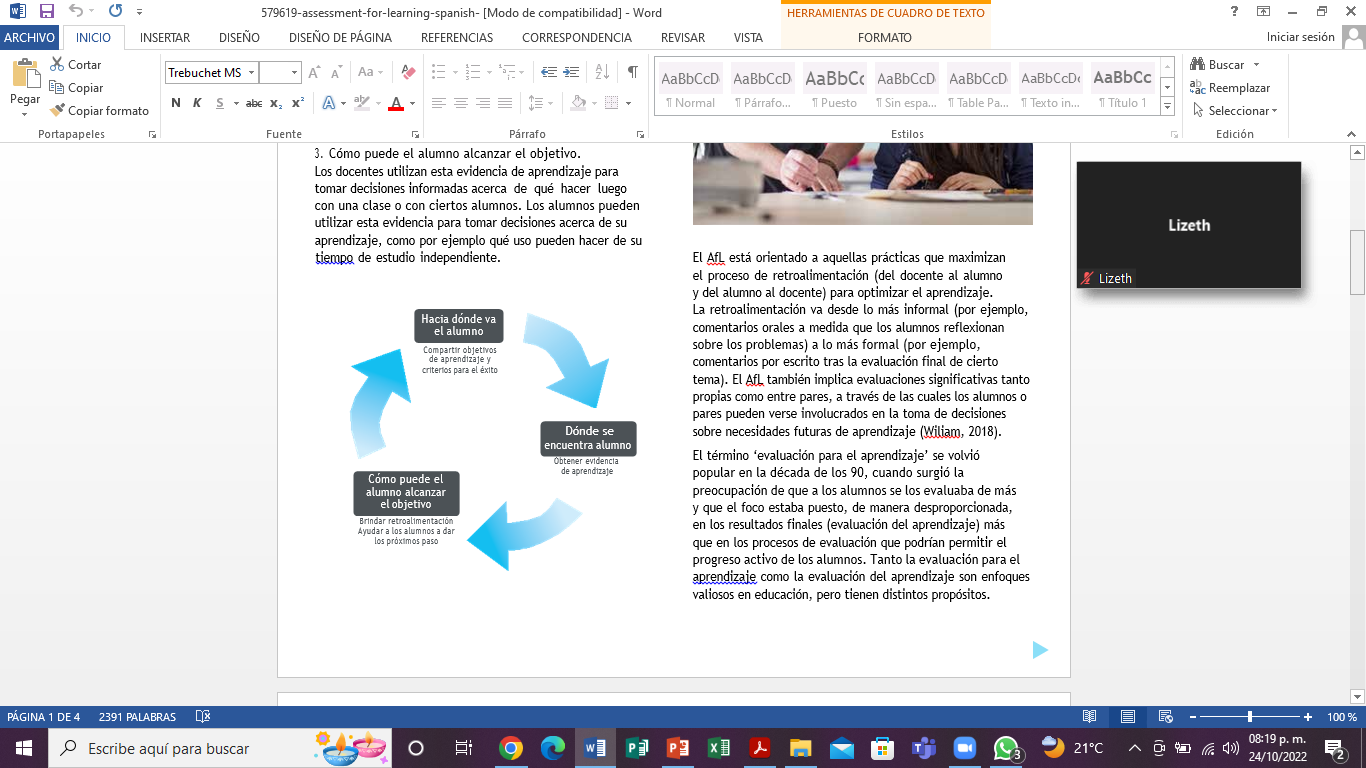 579619-assessment-for-learning-spanish- [Modo de compatibilidad] - Word
HERRAMIENTAS DE CUADRO DE TEXTO
ARCHIVO INICIO INSERTAR DISEÑO DISEÑO DE PÁGINA REFERENCIAS CORRESPONDENCIA REVISAR VISTA FORMATO
Iniciar sesión
Pegar
Cortar
Copiar
Copiar formato
Portapapeles
Trebuchet MS
N K S abc x₂ x²
Fuente
Párrafo
AaBbCcD AaBbCcD AaBbCc AaBbCcD AaBbCcD AaBbCcD AaBbCc
¶ Normal ¶ Párrafo... ¶ Puesto ¶ Sin espa... ¶ Table Pa... ¶ Texto in... ¶ Título 1
Estilos
Buscar
Reemplazar
Seleccionar
Edición
3. Cómo puede el alumno alcanzar el objetivo.
Los docentes utilizan esta evidencia de aprendizaje para
tomar decisiones informadas acerca de qué hacer luego
con una clase o con ciertos alumnos. Los alumnos pueden
utilizar esta evidencia para tomar decisiones acerca de su
aprendizaje, como por ejemplo qué uso pueden hacer de su
tiempo de estudio independiente.
Hacia dónde va
el alumno
Compartir objetivos
de aprendizaje y
criterios para el éxito
Dónde se
encuentra alumno
Obtener evidencia
de aprendizaje
Cómo puede el
alumno alcanzar
el objetivo
Brindar retroalimentación
Ayudar a los alumnos a dar
los próximos paso
El AfL está orientado a aquellas prácticas que maximizan
el proceso de retroalimentación (del docente al alumno
y del alumno al docente) para optimizar el aprendizaje.
La retroalimentación va desde lo más informal (por ejemplo,
comentarios orales a medida que los alumnos reflexionan
sobre los problemas) a lo más formal (por ejemplo,
comentarios por escrito tras la evaluación final de cierto
tema). El AfL también implica evaluaciones significativas tanto
propias como entre pares, a través de las cuales los alumnos o
pares pueden verse involucrados en la toma de decisiones
sobre necesidades futuras de aprendizaje (Wiliam, 2018).
El término ‘evaluación para el aprendizaje’ se volvió
popular en la década de los 90, cuando surgió la
preocupación de que a los alumnos se los evaluaba de más
y que el foco estaba puesto, de manera desproporcionada,
en los resultados finales (evaluación del aprendizaje) más
que en los procesos de evaluación que podrían permitir el
progreso activo de los alumnos. Tanto la evaluación para el
aprendizaje como la evaluación del aprendizaje son enfoques
valiosos en educación, pero tienen distintos propósitos.
Lizeth
Lizeth
PÁGINA 1 DE 4 2391 PALABRAS
100 %
Escribe aquí para buscar
3
21°C
08:19 p. m.
24/10/2022
2